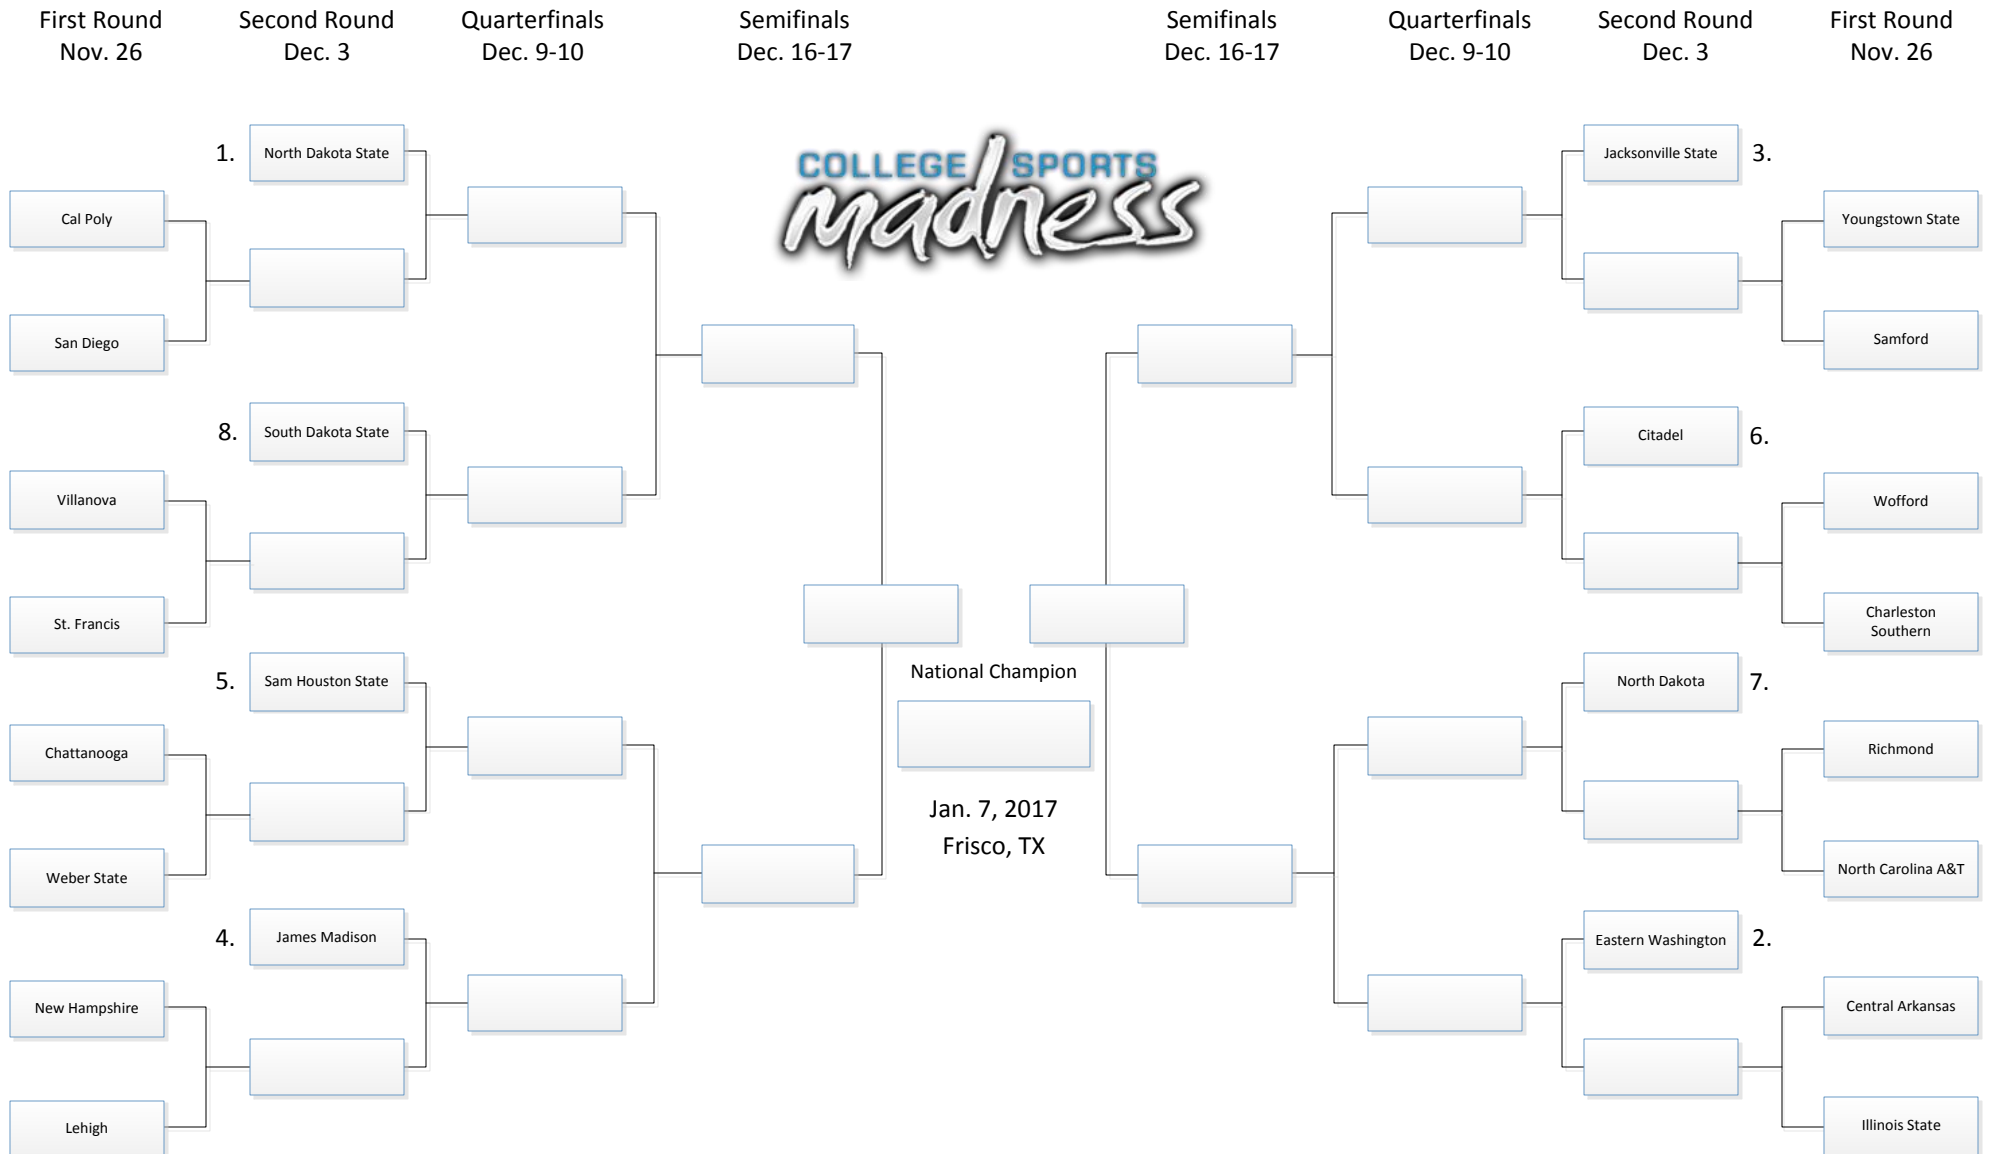 First Round
Nov. 26
Second Round
Dec. 3
Quarterfinals
Dec. 9-10
Semifinals
Dec. 16-17
Semifinals
Dec. 16-17
Quarterfinals
Dec. 9-10
Second Round
Dec. 3
First Round
Nov. 26
COLLEGE SPORTS
madness
1.
North Dakota State
Cal Poly
San Diego
8.
South Dakota State
Villanova
St. Francis
5.
Sam Houston State
Chattanooga
Weber State
4.
James Madison
New Hampshire
Lehigh
National Champion
Jan. 7, 2017
Frisco, TX
Jacksonville State
3.
Youngstown State
Samford
Citadel
6.
Wofford
Charleston
Southern
North Dakota
7.
Richmond
North Carolina A&T
Eastern Washington
2.
Central Arkansas
Illinois State